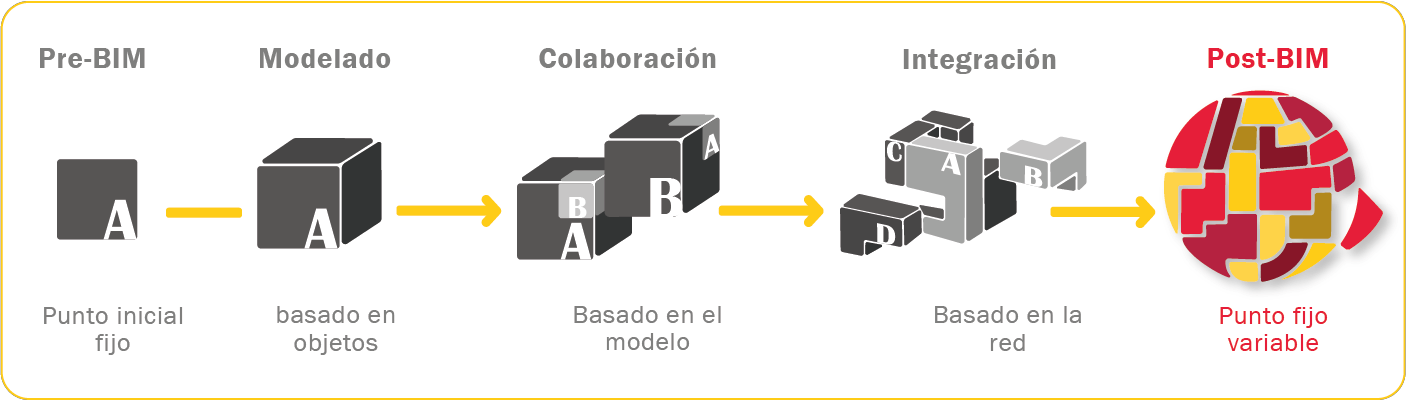 Pre-BIM
Modelado
Colaboración
Integración
Post-BIM
A
A
B
A
B
A
C
A
B
D
Punto inicial
fijo
basado en
objetos
Basado en el
modelo
Basado en la
red
Punto fijo
variable